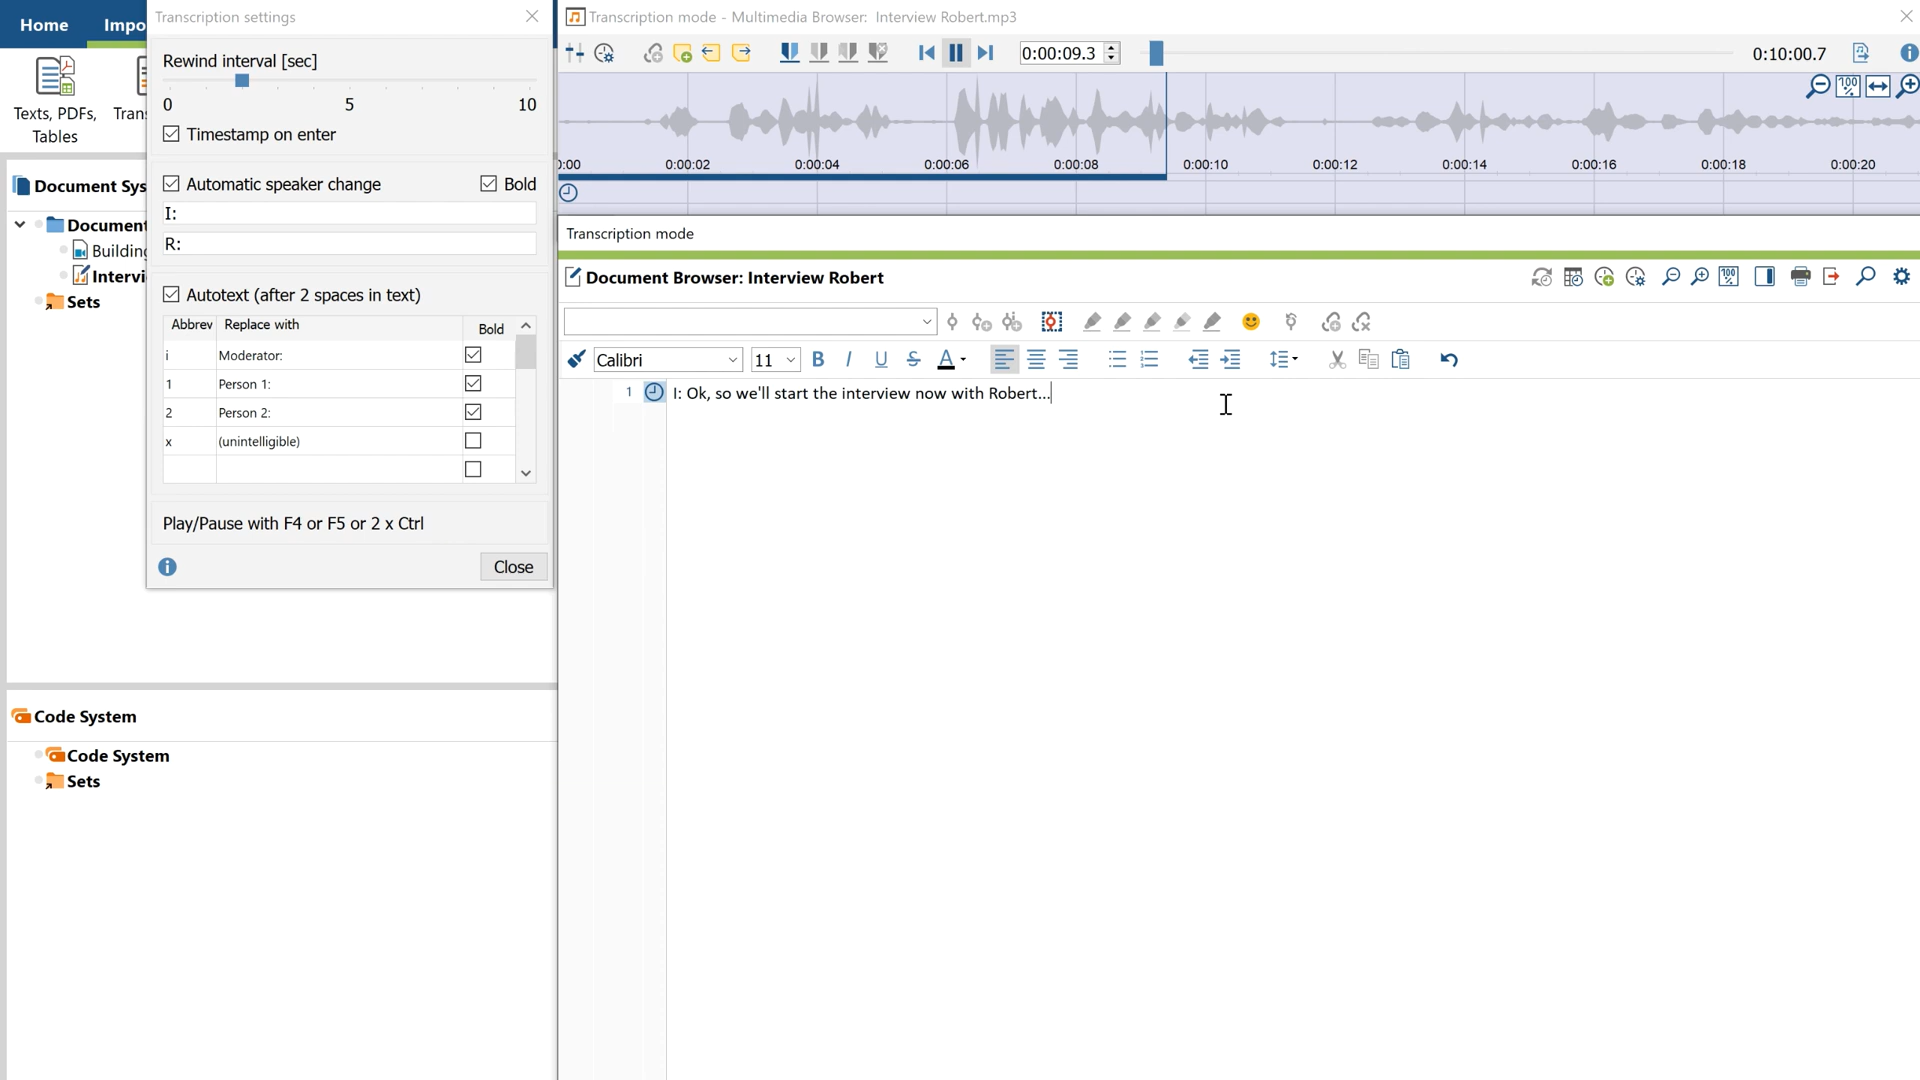 Home
Impo
Texts, PDFs,
Tables
Tran
Document Sys
Document
Building
Intervi
Sets
Code System
Code System
Sets
Transcription settings
Rewind interval [sec]
0 5 10
Timestamp on enter
Automatic speaker change Bold
I:
R:
Autotext (after 2 spaces in text)
Abbrev Replace with Bold
i Moderator:
1 Person 1:
2 Person 2:
x (unintelligible)
Play/Pause with F4 or F5 or 2 x Ctrl
Close
Transcription mode - Multimedia Browser: Interview Robert.mp3
0:00:09.3 0:10:00.7
100
%
0:00 0:00:02 0:00:04 0:00:06 0:00:08 0:00:10 0:00:12 0:00:14 0:00:16 0:00:18 0:00:20
Transcription mode
Document Browser: Interview Robert
100
%
Calibri 11 B I U S A
1 I: Ok, so we'll start the interview now with Robert...